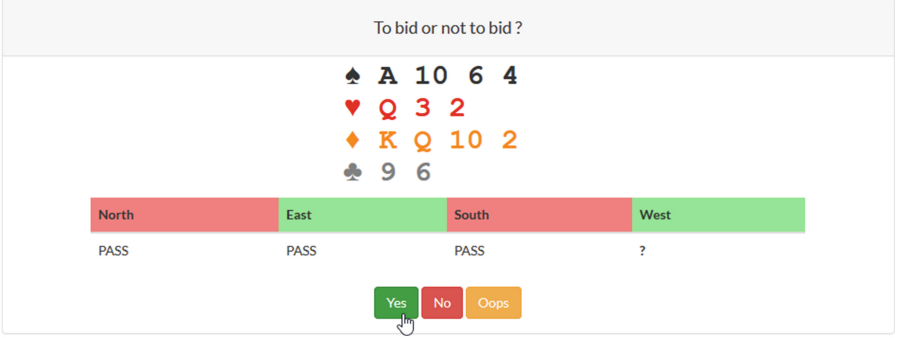 To bid or not to bid ?
♠ A 10 6 4
♥ Q 3 2
♦ K Q 10 2
♣ 9 6
North East South West
PASS PASS PASS ?
Yes No Oops